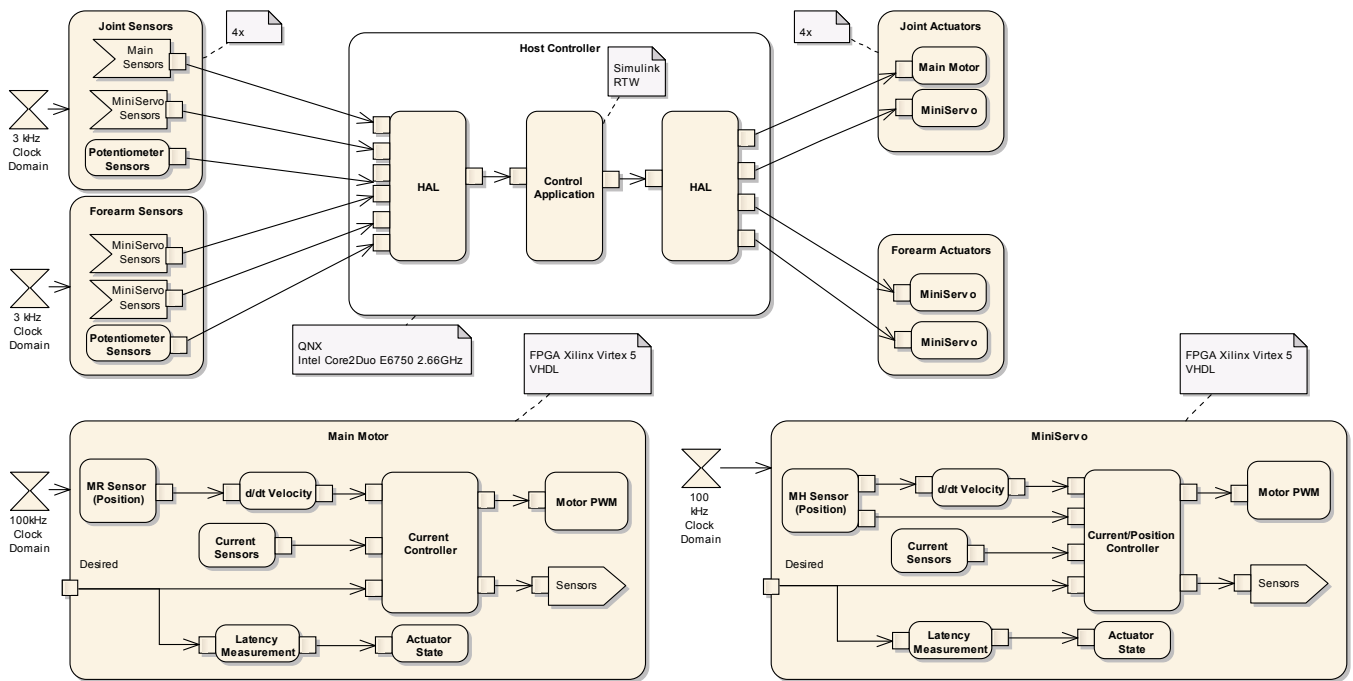 Joint Sensors
Main
Sensors
MiniServo
Sensors
Potentiometer
Sensors
3 kHz
Clock
Domain
4x
Forearm Sensors
MiniServo
Sensors
MiniServo
Sensors
Potentiometer
Sensors
3 kHz
Clock
Domain
Host Controller
Simulink
RTW
HAL
Control
Application
HAL
QNX
Intel Core2Duo E6750 2.66GHz
4x
Joint Actuators
Main Motor
MiniServo
Forearm Actuators
MiniServo
MiniServo
FPGA Xilinx Virtex 5
VHDL
Main Motor
100kHz
Clock
Domain
MR Sensor
(Position)
d/dt Velocity
Current
Sensors
Current
Controller
Motor PWM
Desired
Sensors
Latency
Measurement
Actuator
State
FPGA Xilinx Virtex 5
VHDL
MiniServo
100
kHz
Clock
Domain
MH Sensor
(Position)
d/dt Velocity
Current
Sensors
Current/Position
Controller
Motor PWM
Desired
Sensors
Latency
Measurement
Actuator
State